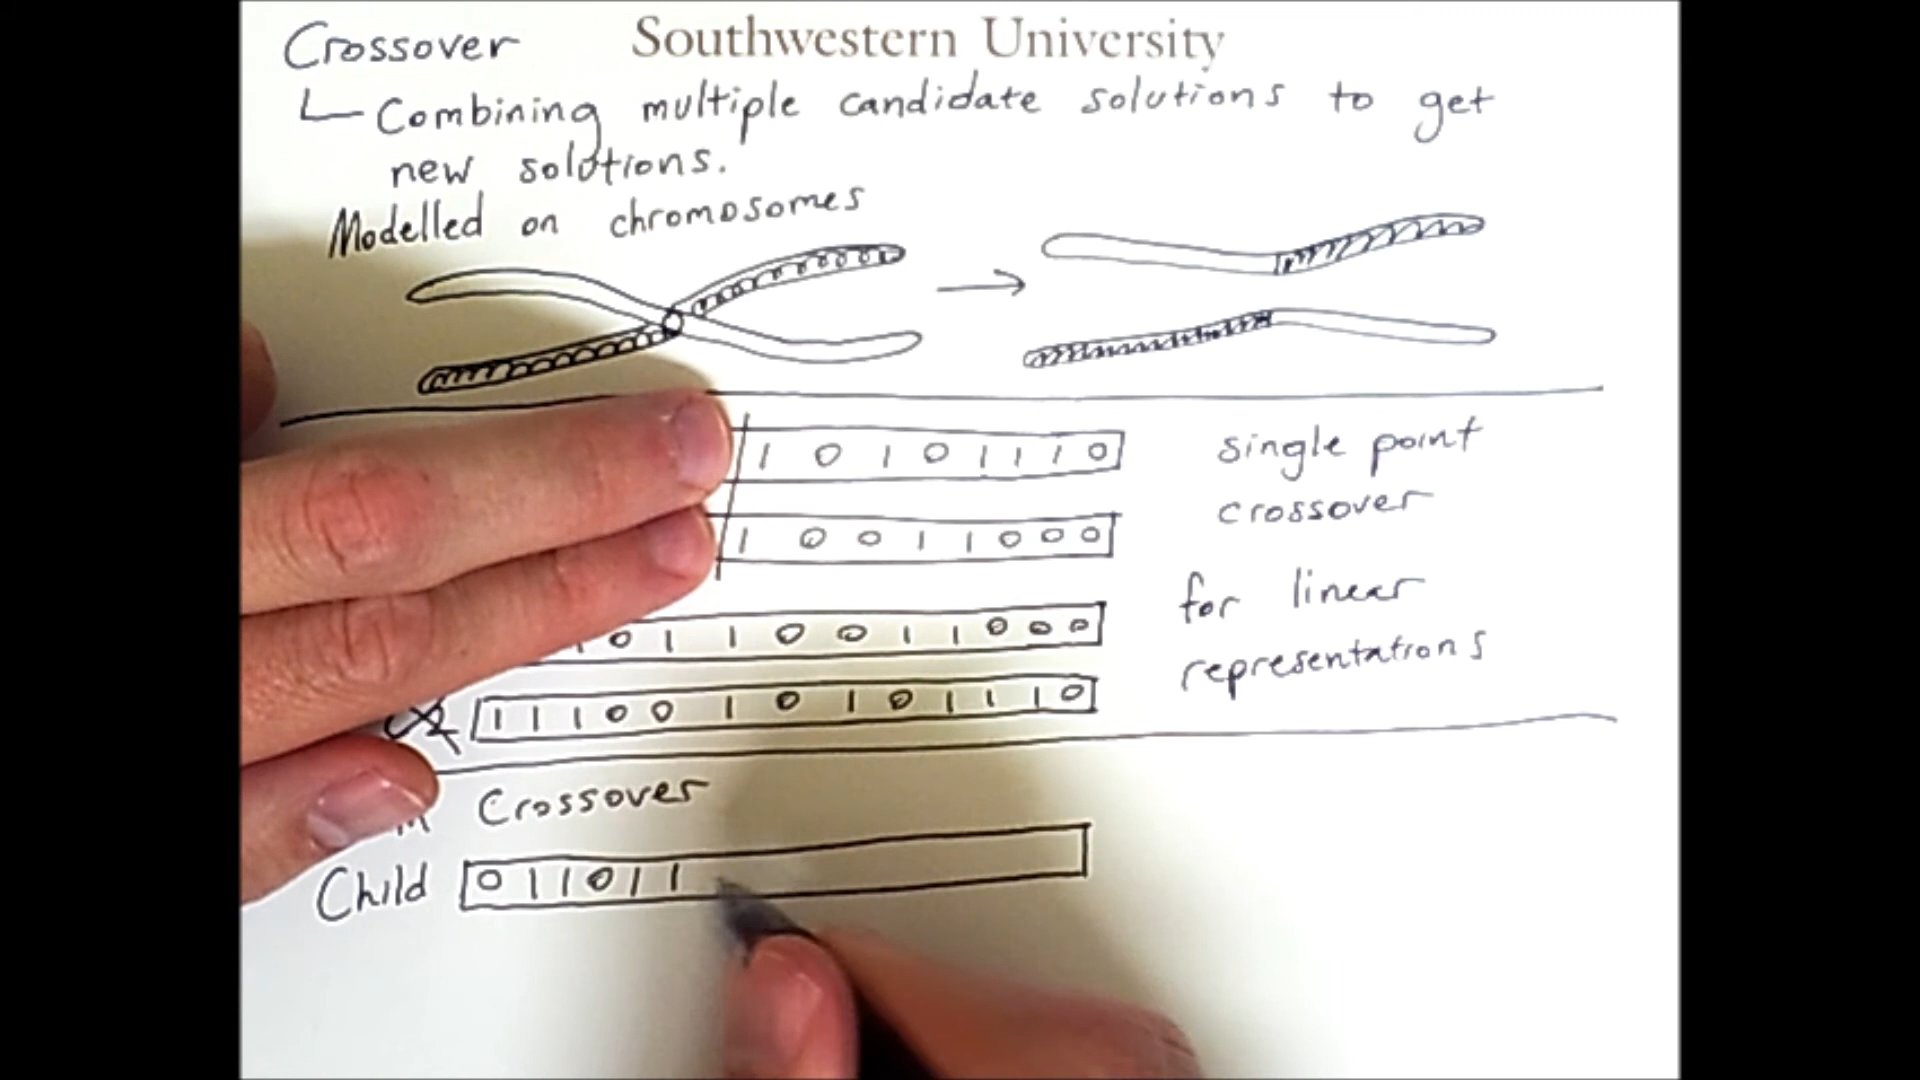 Crossover Southwestern University
Combining multiple candidate solutions to get
new solutions.
Modelled on chromosomes
1 0 1 0 1 1 1 0
1 0 0 1 1 0 0 0
single point
crossover
for linear
representations
0 1 1 0 0 1 1 0 0 0
1 1 1 0 0 1 0 1 0 1 1 1 0
Crossover
Child 0 1 1 0 1 1